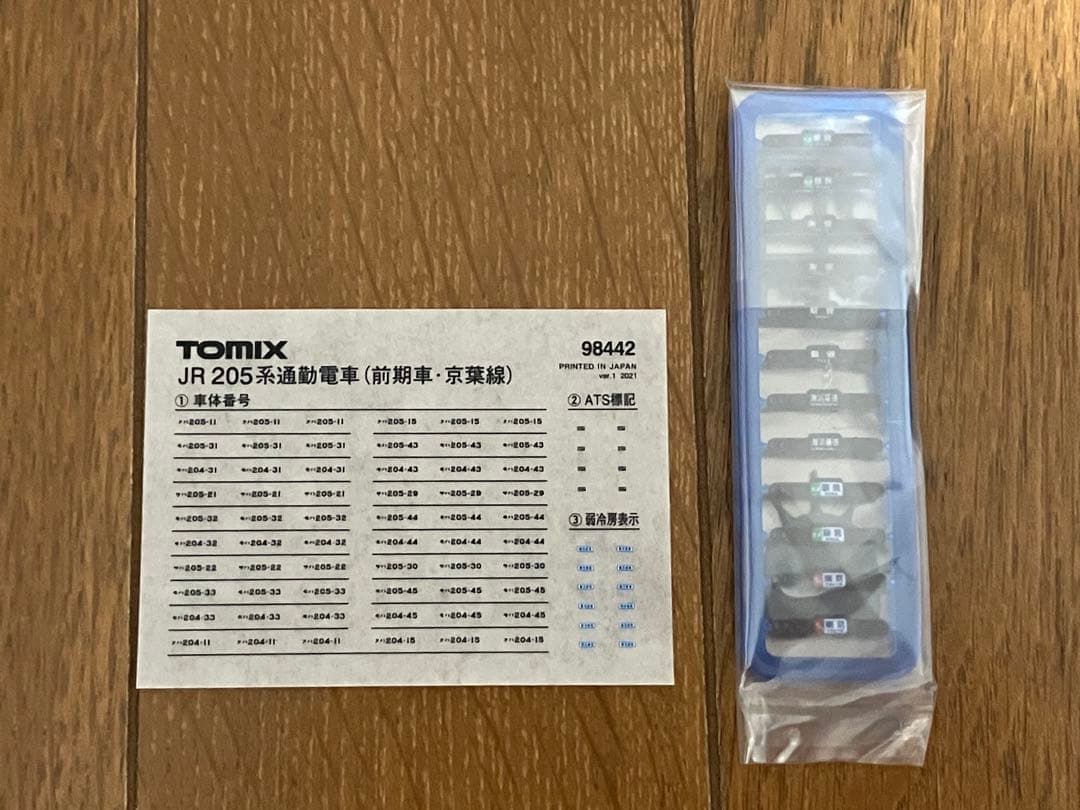 TOMIX
98442
PRINTED IN JAPAN
ver.1 2021
JR 205系通勤電車(前期車・京葉線)
① 車体番号
クハ205-11 クハ205-11 クハ205-11
モハ205-31 モハ205-31 モハ205-31
モハ204-31 モハ204-31 モハ204-31
サハ205-21 サハ205-21 サハ205-21
モハ205-32 モハ205-32 モハ205-32
モハ204-32 モハ204-32 モハ204-32
サハ205-22 サハ205-22 サハ205-22
モハ205-33 モハ205-33 モハ205-33
モハ204-33 モハ204-33 モハ204-33
クハ204-11 クハ204-11 クハ204-11
クハ205-15 クハ205-15 クハ205-15
モハ205-43 モハ205-43 モハ205-43
モハ204-43 モハ204-43 モハ204-43
サハ205-29 サハ205-29 サハ205-29
モハ205-44 モハ205-44 モハ205-44
モハ204-44 モハ204-44 モハ204-44
サハ205-30 サハ205-30 サハ205-30
モハ205-45 モハ205-45 モハ205-45
モハ204-45 モハ204-45 モハ204-45
クハ204-15 クハ204-15 クハ204-15
② ATS標記
③ 弱冷房表示